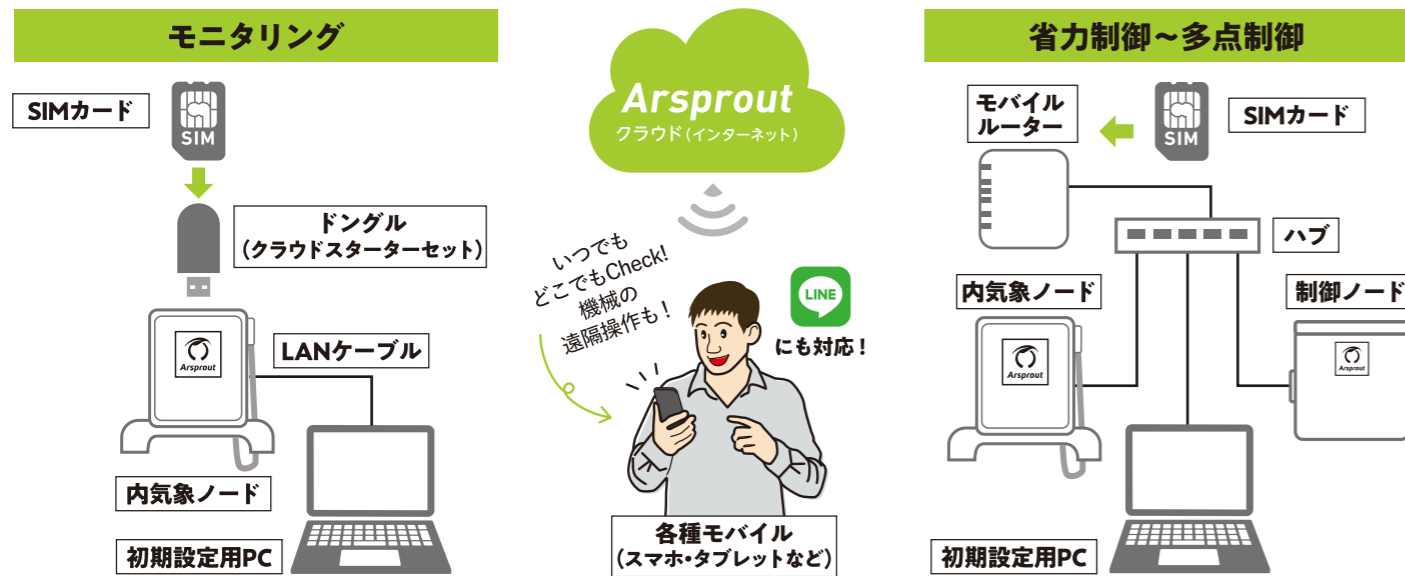 モニタリング
SIMカード
SIM
ドングル
(クラウドスターターセット)
Arsprout
LANケーブル
内気象ノード
初期設定用PC
Arsprout
クラウド(インターネット)
いつでも
どこでもCheck!
機械の
遠隔操作も!
LINE
にも対応!
各種モバイル
(スマホ・タブレットなど)
省力制御~多点制御
モバイル
ルーター
SIM
SIMカード
ハブ
内気象ノード
制御ノード
Arsprout
Arsprout
初期設定用PC